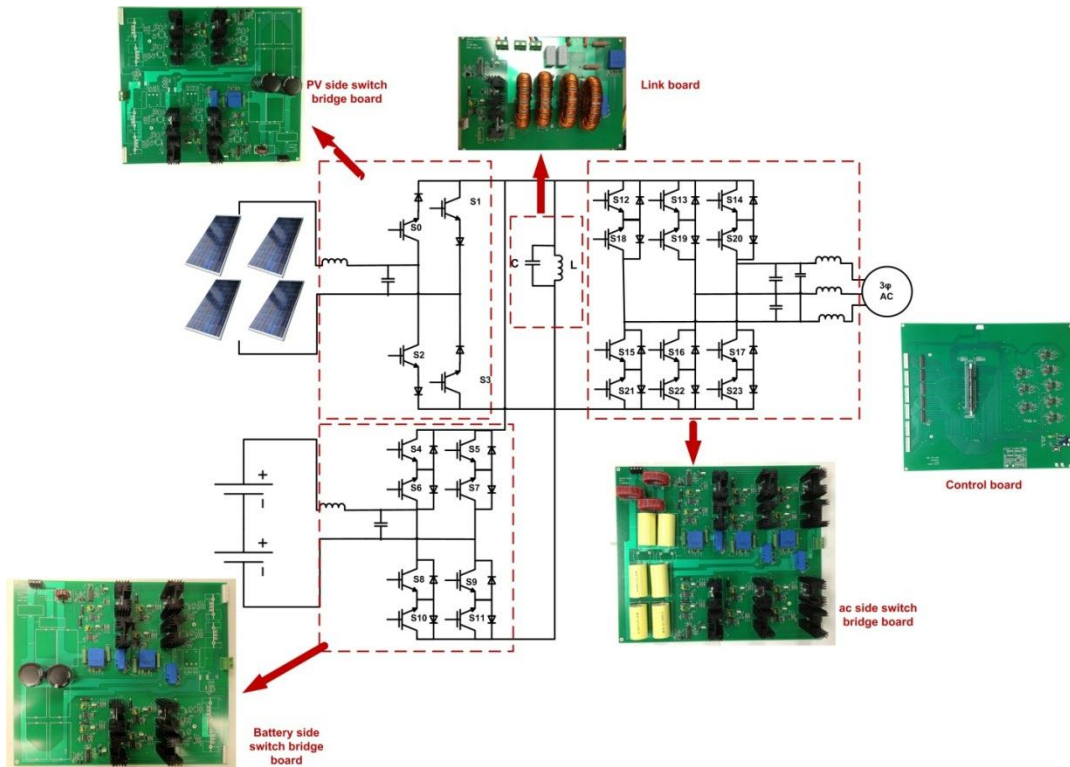 PV side switch
bridge board
Link board
S0
S1
S2
S3
C
L
S12
S13
S14
S18
S19
S20
S15
S16
S17
S21
S22
S23
3φ
AC
Control board
S4
S5
S6
S7
S8
S9
S10
S11
+
−
+
−
ac side switch
bridge board
Battery side
switch bridge
board